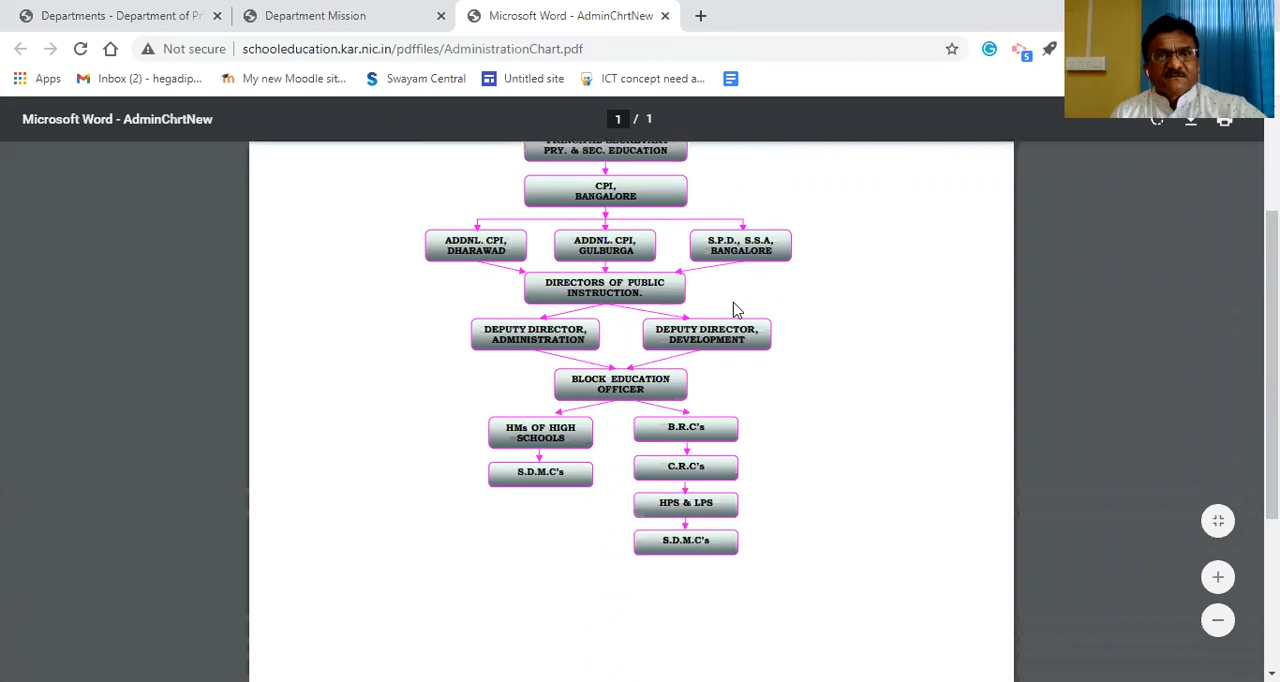 Departments - Department of Pr
Department Mission
Microsoft Word - AdminChrtNew
Not secure
schooleducation.kar.nic.in/pdffiles/AdministrationChart.pdf
5
Apps
Inbox (2) - hegadip...
My new Moodle sit...
Swayam Central
Untitled site
ICT concept need a...
Microsoft Word - AdminChrtNew
1 / 1
PRINCIPAL SECRETARY
PRY. & SEC. EDUCATION
CPI,
BANGALORE
ADDNL. CPI,
DHARAWAD
ADDNL. CPI,
GULBURGA
S.P.D., S.S.A,
BANGALORE
DIRECTORS OF PUBLIC
INSTRUCTION.
DEPUTY DIRECTOR,
ADMINISTRATION
DEPUTY DIRECTOR,
DEVELOPMENT
BLOCK EDUCATION
OFFICER
HMs OF HIGH
SCHOOLS
S.D.M.C's
B.R.C's
C.R.C's
HPS & LPS
S.D.M.C's